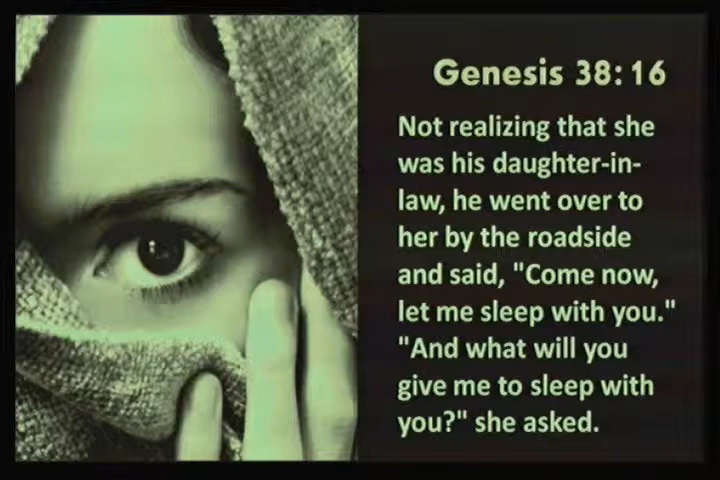 Genesis 38:16
Not realizing that she
was his daughter-in-
law, he went over to
her by the roadside
and said, "Come now,
let me sleep with you."
"And what will you
give me to sleep with
you?" she asked.